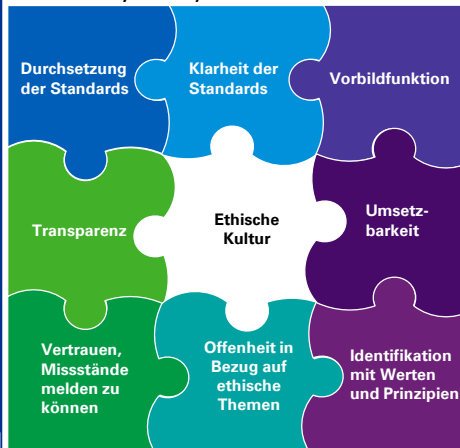 Durchsetzung
der Standards
Klarheit der
Standards
Vorbildfunktion
Transparenz
Ethische
Kultur
Umsetz-
barkeit
Vertrauen,
Missstände
melden zu
können
Offenheit in
Bezug auf
ethische
Themen
Identifikation
mit Werten
und Prinzipien